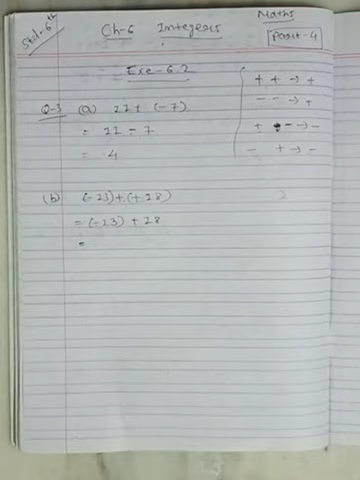 Std-6th
Maths
Ch-6 Integers
Part-4
Exe-6.2
+ + → +
- - → +
+ - → -
- + → -
Q-3 (a) 11+ (-7)
= 11 - 7
= 4
(b) (-13)+(+18)
= (-13) + 18
=